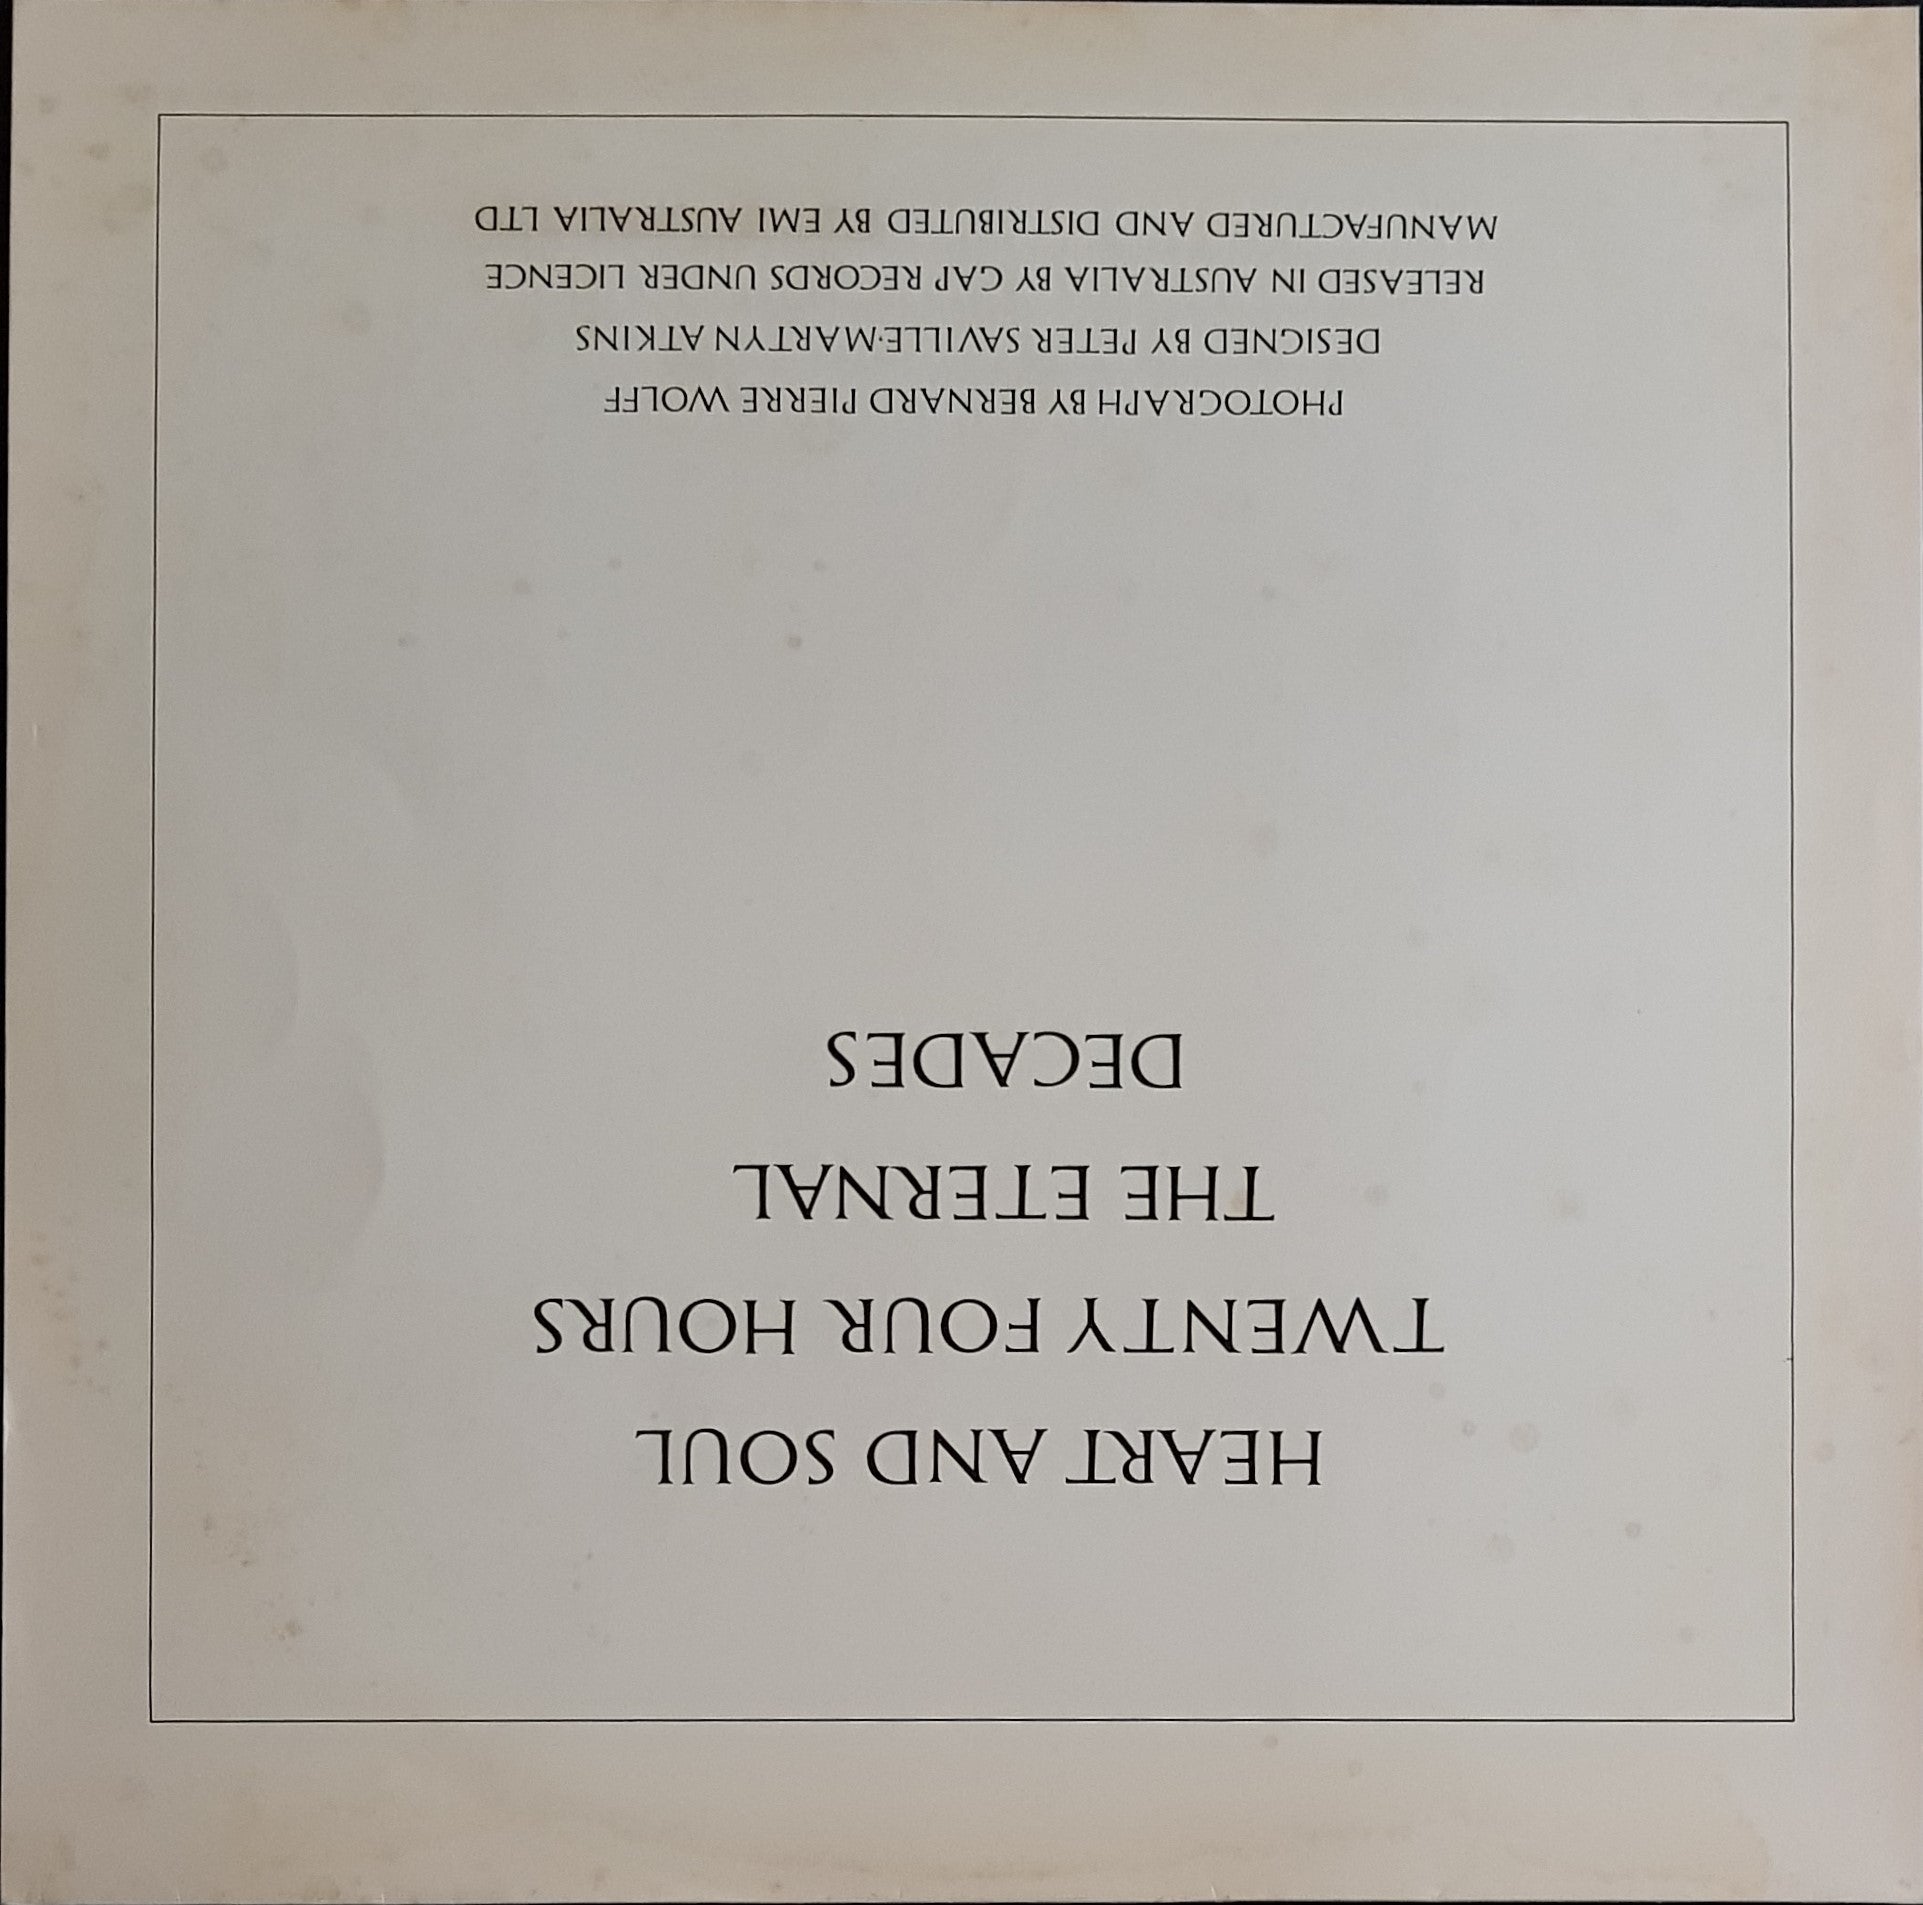 HEART AND SOUL
TWENTY FOUR HOURS
THE ETERNAL
DECADES
PHOTOGRAPH BY BERNARD PIERRE WOLFF
DESIGNED BY PETER SAVILLE·MARTYN ATKINS
RELEASED IN AUSTRALIA BY GAP RECORDS UNDER LICENCE
MANUFACTURED AND DISTRIBUTED BY EMI AUSTRALIA LTD